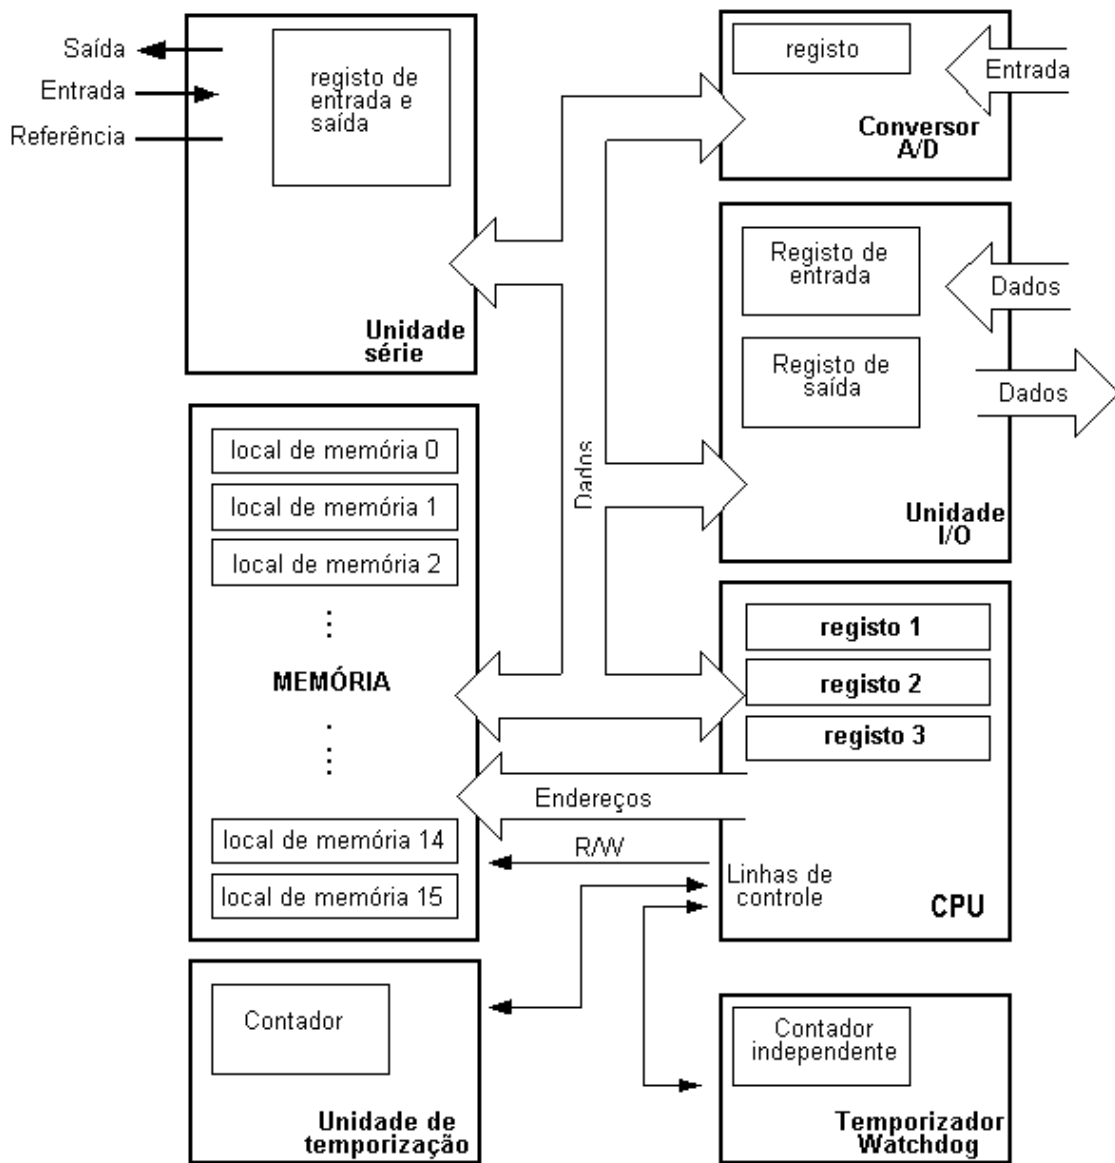 Saída
Entrada
Referência
registo de
entrada e
saída
Unidade
série
registo
Entrada
Conversor
A/D
Registo de
entrada
Dados
Registo de
saída
Dados
Unidade
I/O
Dados
local de memória 0
local de memória 1
local de memória 2
MEMÓRIA
local de memória 14
local de memória 15
registo 1
registo 2
registo 3
Endereços
R/W
Linhas de
controle
CPU
Contador
Unidade de
temporização
Contador
independente
Temporizador
Watchdog